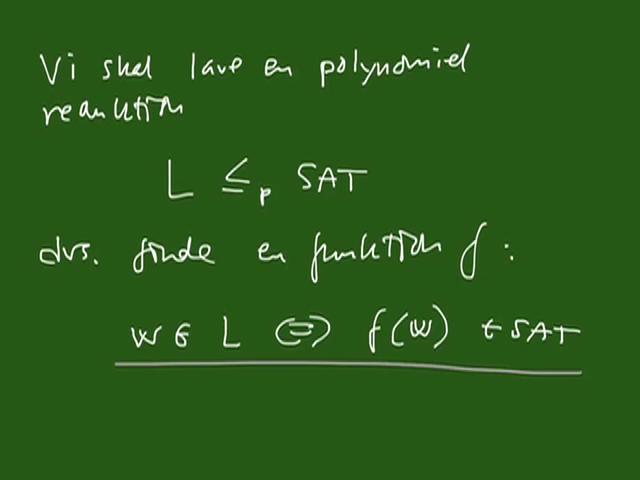 Vi skal lave en polynomiel
reduktion
L ≤p SAT
dvs. finde en funktion f :
w ∈ L ⇔ f(w) ∈ SAT